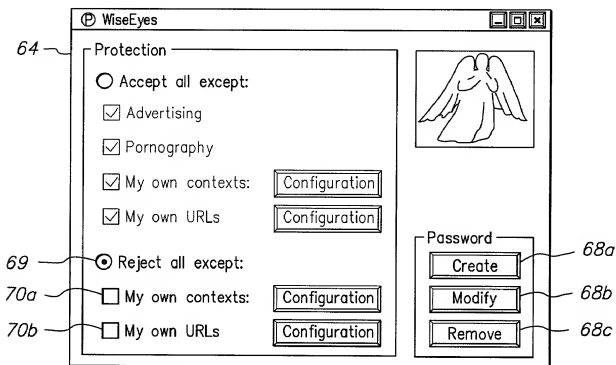 Ⓟ WiseEyes
64
Protection
Accept all except:
Advertising
Pornography
My own contexts: Configuration
My own URLs Configuration
69 Reject all except:
70a My own contexts: Configuration
70b My own URLs Configuration
Password
Create 68a
Modify 68b
Remove 68c